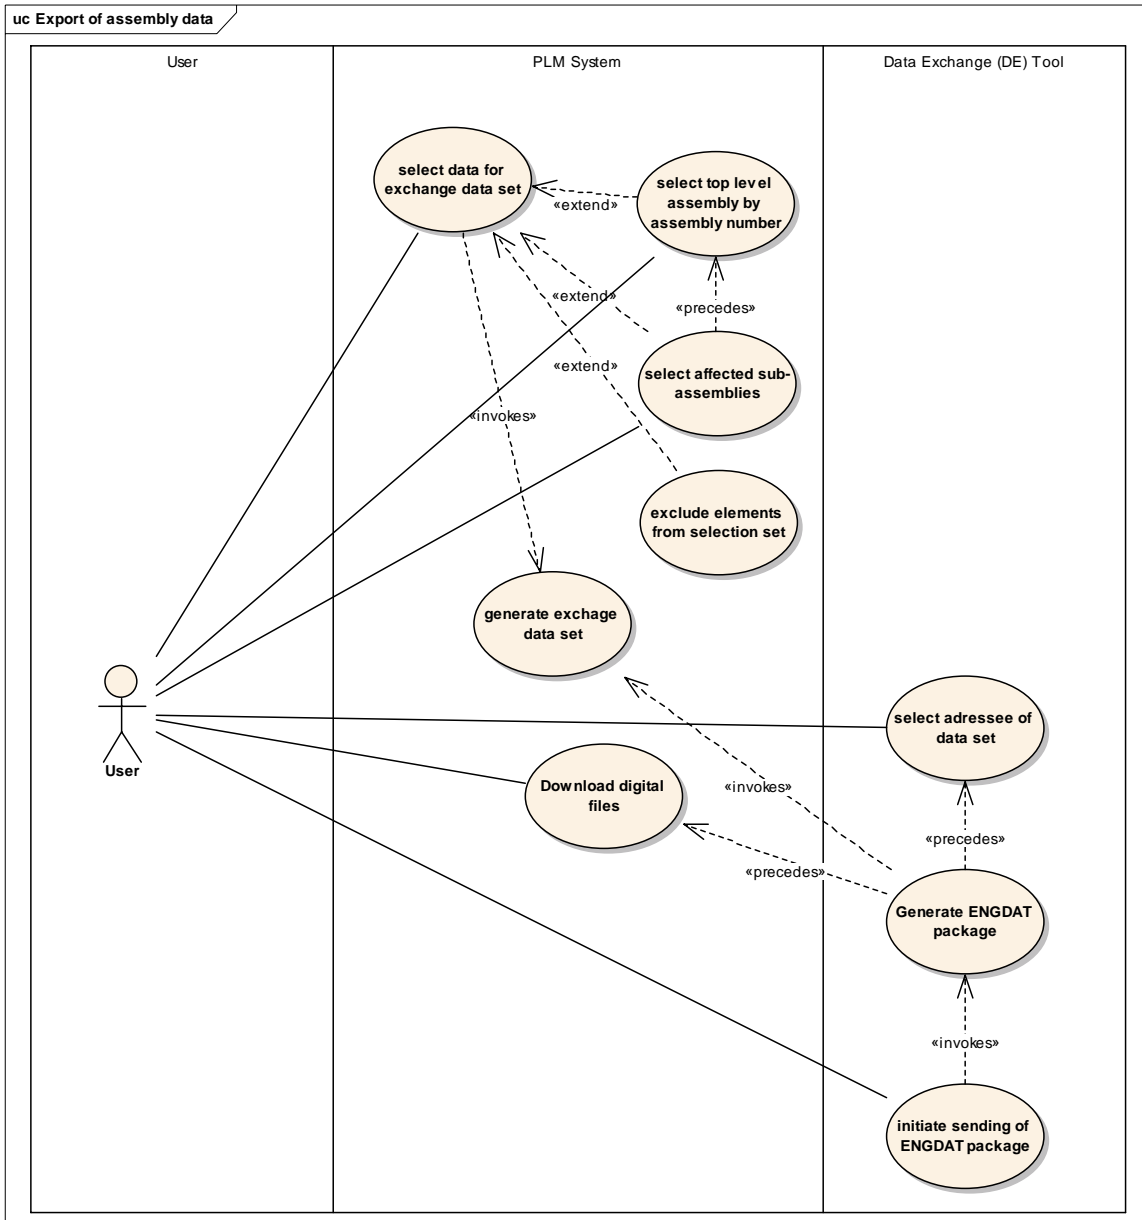 uc Export of assembly data
User
PLM System
Data Exchange (DE) Tool
select data for
exchange data set
select top level
assembly by
assembly number
«extend»
«extend»
«precedes»
«extend»
select affected sub-
assemblies
«invokes»
exclude elements
from selection set
generate exchage
data set
select adressee of
data set
User
Download digital
files
«invokes»
«precedes»
«precedes»
Generate ENGDAT
package
«invokes»
initiate sending of
ENGDAT package